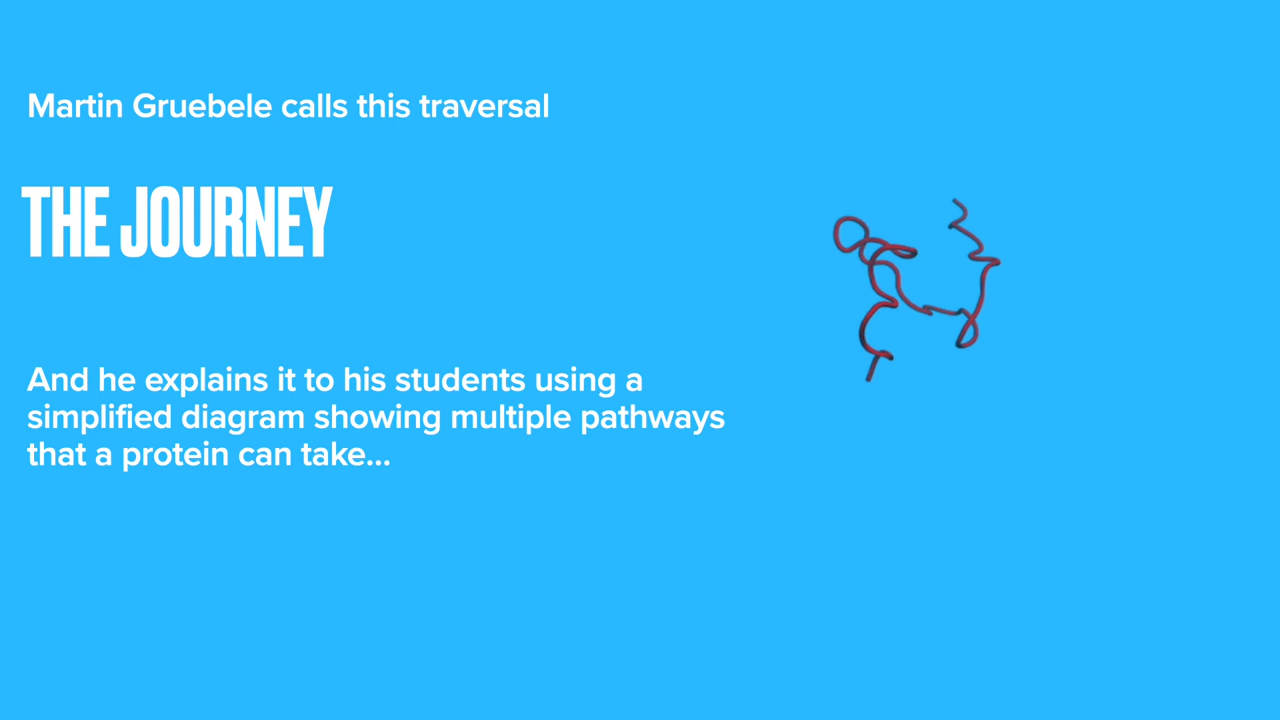 Martin Gruebele calls this traversal
THE JOURNEY
And he explains it to his students using a
simplified diagram showing multiple pathways
that a protein can take...